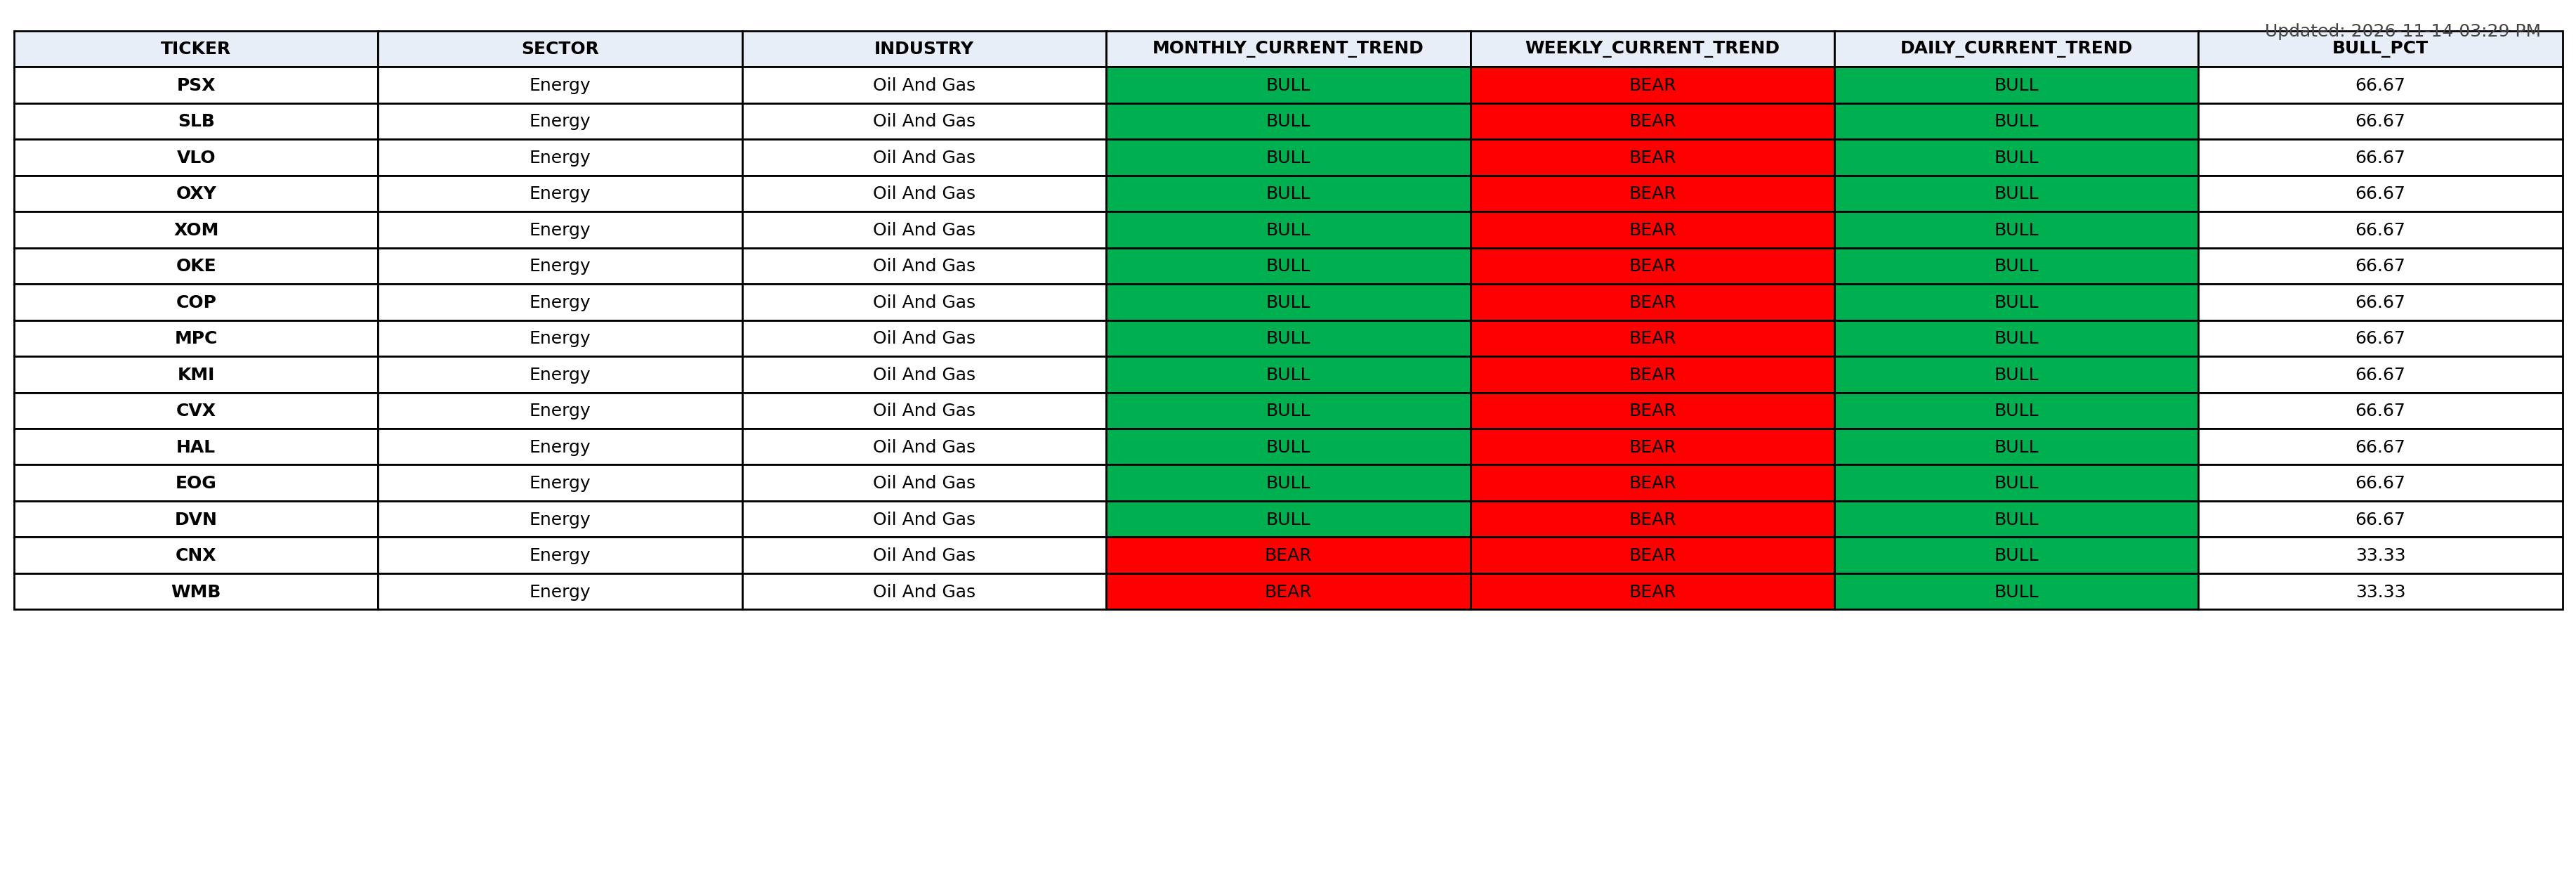 Updated: 2026-11-14 03:29 PM
TICKER SECTOR INDUSTRY MONTHLY_CURRENT_TREND WEEKLY_CURRENT_TREND DAILY_CURRENT_TREND BULL_PCT
PSX Energy Oil And Gas BULL BEAR BULL 66.67
SLB Energy Oil And Gas BULL BEAR BULL 66.67
VLO Energy Oil And Gas BULL BEAR BULL 66.67
OXY Energy Oil And Gas BULL BEAR BULL 66.67
XOM Energy Oil And Gas BULL BEAR BULL 66.67
OKE Energy Oil And Gas BULL BEAR BULL 66.67
COP Energy Oil And Gas BULL BEAR BULL 66.67
MPC Energy Oil And Gas BULL BEAR BULL 66.67
KMI Energy Oil And Gas BULL BEAR BULL 66.67
CVX Energy Oil And Gas BULL BEAR BULL 66.67
HAL Energy Oil And Gas BULL BEAR BULL 66.67
EOG Energy Oil And Gas BULL BEAR BULL 66.67
DVN Energy Oil And Gas BULL BEAR BULL 66.67
CNX Energy Oil And Gas BEAR BEAR BULL 33.33
WMB Energy Oil And Gas BEAR BEAR BULL 33.33